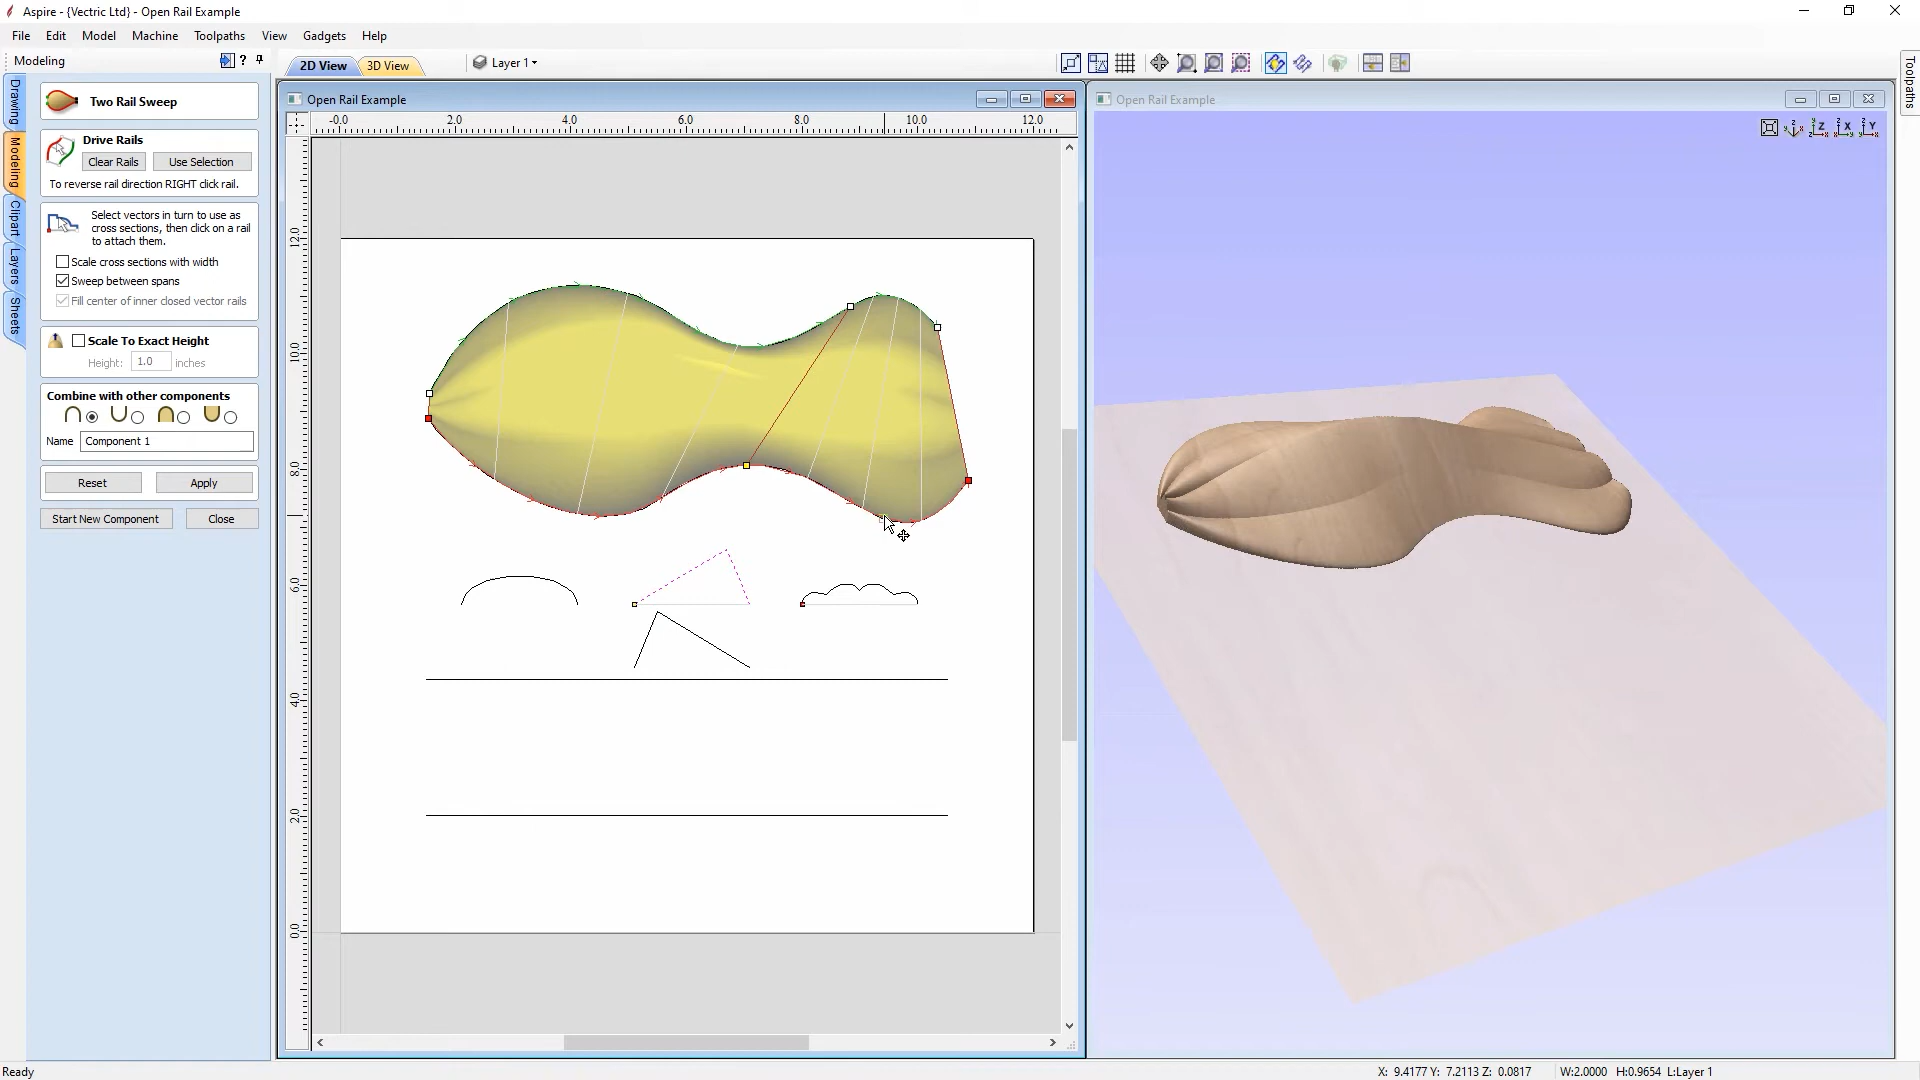 Aspire - {Vectric Ltd} - Open Rail Example
File Edit Model Machine Toolpaths View Gadgets Help
Modeling ?
2D View 3D View Layer 1
Toolpaths
Drawing
Modeling
Clipart
Layers
Sheets
Two Rail Sweep
Drive Rails
Clear Rails Use Selection
To reverse rail direction RIGHT click rail.
Select vectors in turn to use as
cross sections, then click on a rail
to attach them.
Scale cross sections with width
Sweep between spans
Fill center of inner closed vector rails
Scale To Exact Height
Height: 1.0 inches
Combine with other components
Name Component 1
Reset Apply
Start New Component Close
Open Rail Example
-0.0 2.0 4.0 6.0 8.0 10.0 12.0
12.0
10.0
8.0
6.0
4.0
2.0
0.0
Open Rail Example
Z X Y
Ready
X: 9.4177 Y: 7.2113 Z: 0.0817 W:2.0000 H:0.9654 L:Layer 1